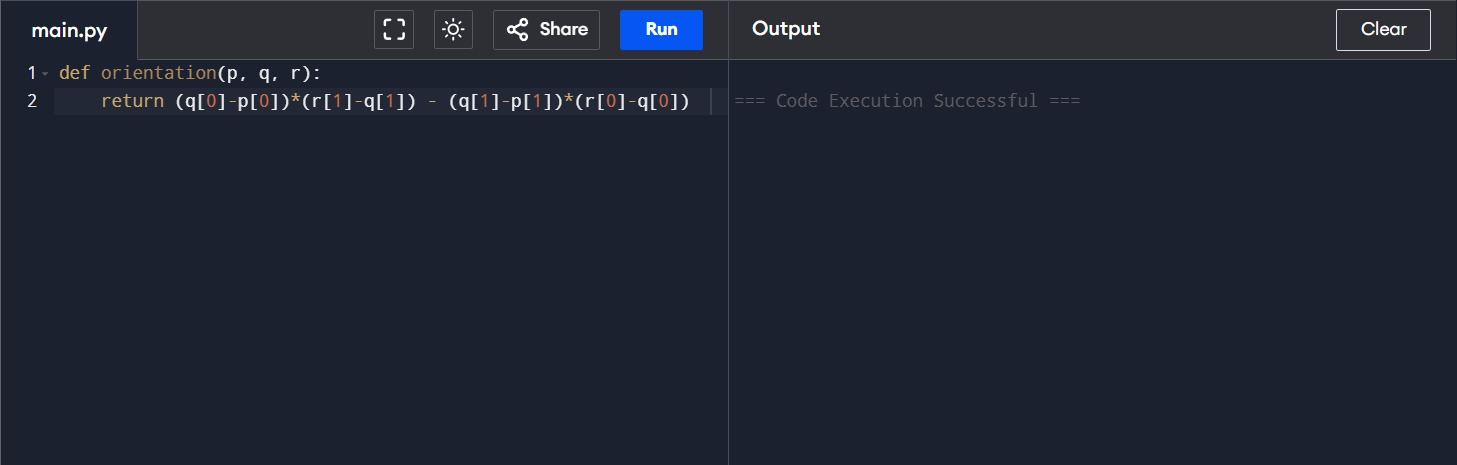 main.py
Share
Run
Output
Clear
1 def orientation(p, q, r):
2     return (q[0]-p[0])*(r[1]-q[1]) - (q[1]-p[1])*(r[0]-q[0])
=== Code Execution Successful ===